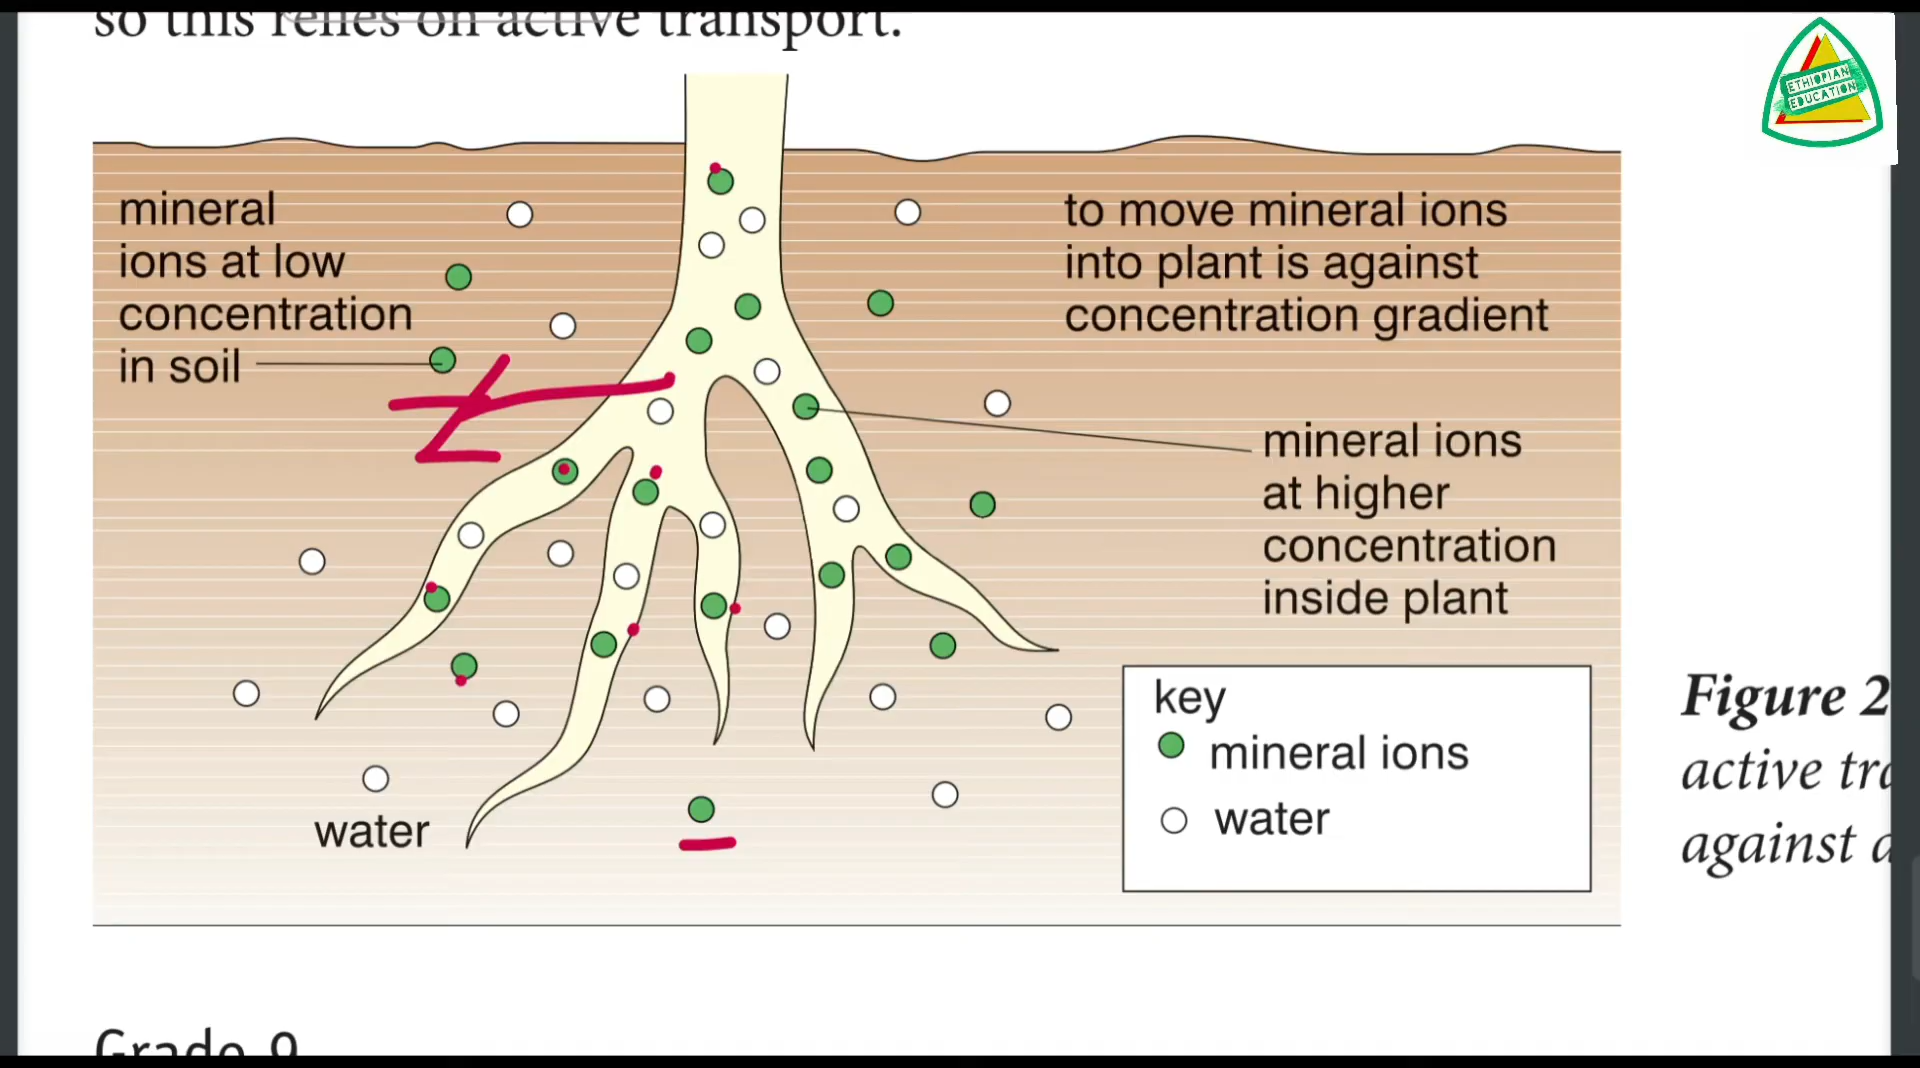 so this relies on active transport.
ETHIOPIAN
EDUCATION
mineral
ions at low
concentration
in soil
to move mineral ions
into plant is against
concentration gradient
mineral ions
at higher
concentration
inside plant
key
mineral ions
water
water
Figure 2
active
against
Grade 9